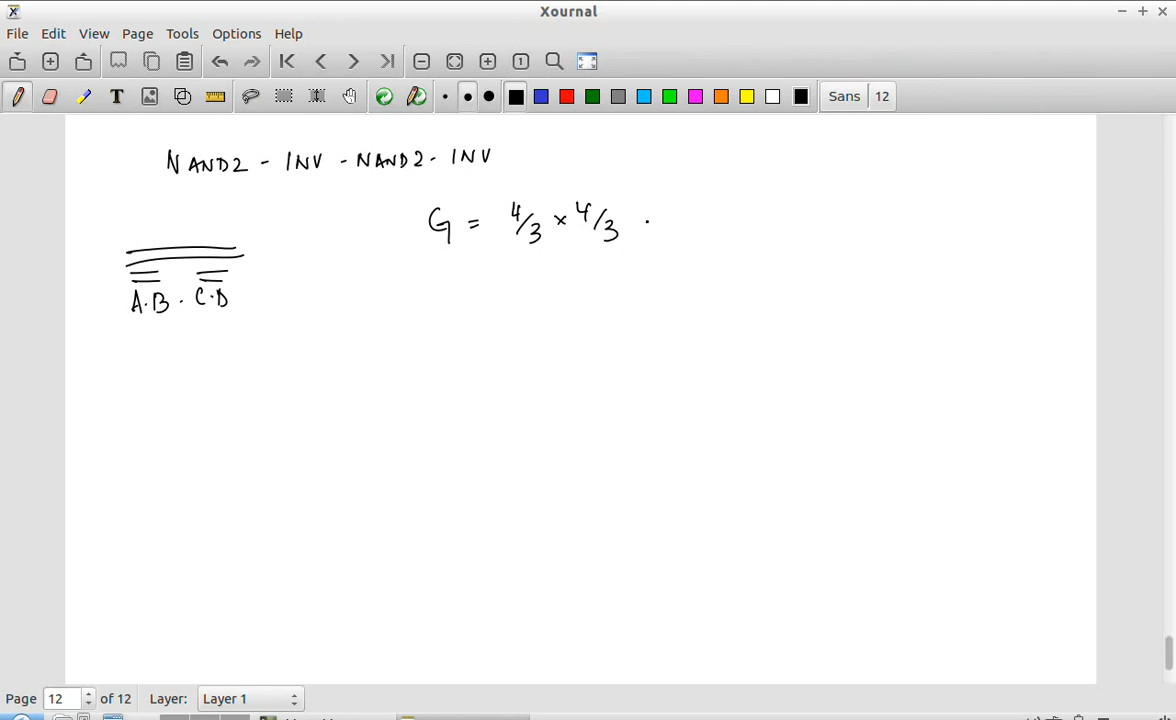 Xournal
File Edit View Page Tools Options Help
Sans 12
NAND2 - INV - NAND2 - INV
G = 4/3 × 4/3 .
A·B . C·D
Page 12 of 12 Layer: Layer 1